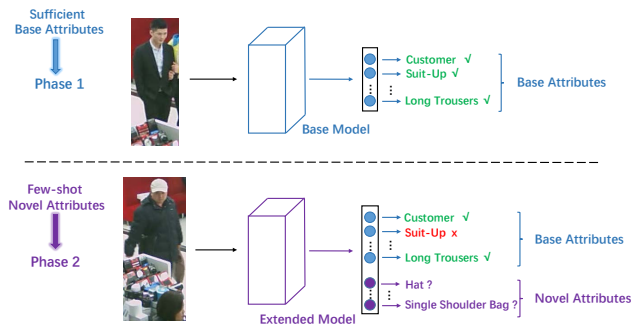 Sufficient
Base Attributes
Phase 1
Customer √
Suit-Up √
Long Trousers √
Base Attributes
Base Model
Few-shot
Novel Attributes
Phase 2
Customer √
Suit-Up x
Long Trousers √
Base Attributes
Hat ?
Single Shoulder Bag ?
Novel Attributes
Extended Model